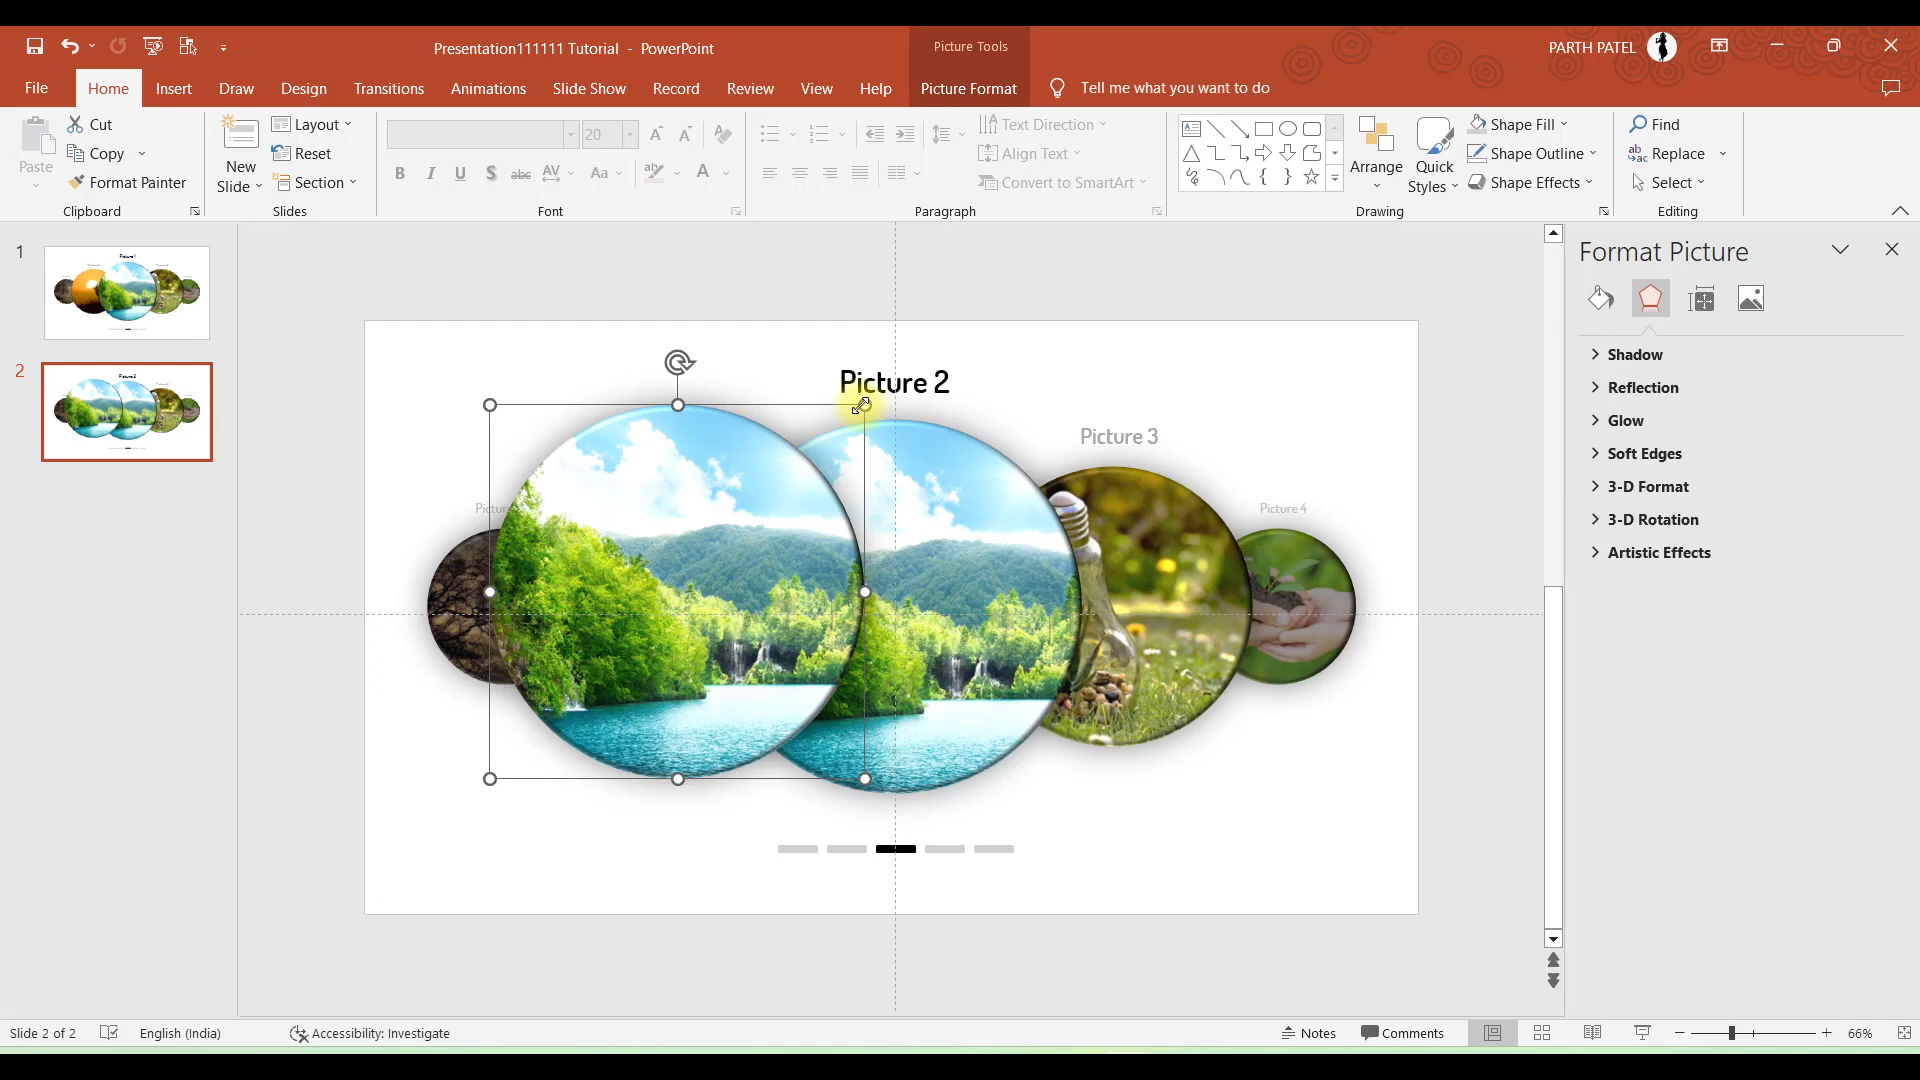 Presentation111111 Tutorial - PowerPoint
Picture Tools
PARTH PATEL
File
Home
Insert
Draw
Design
Transitions
Animations
Slide Show
Record
Review
View
Help
Picture Format
Tell me what you want to do
Paste
Cut
Copy
Format Painter
Clipboard
New
Slide
Layout
Reset
Section
Slides
20
Font
Text Direction
Align Text
Convert to SmartArt
Paragraph
Arrange
Quick
Styles
Shape Fill
Shape Outline
Shape Effects
Drawing
Find
Replace
Select
Editing
1
2
Picture 2
Picture 3
Picture 4
Format Picture
Shadow
Reflection
Glow
Soft Edges
3-D Format
3-D Rotation
Artistic Effects
Slide 2 of 2
English (India)
Accessibility: Investigate
Notes
Comments
66%